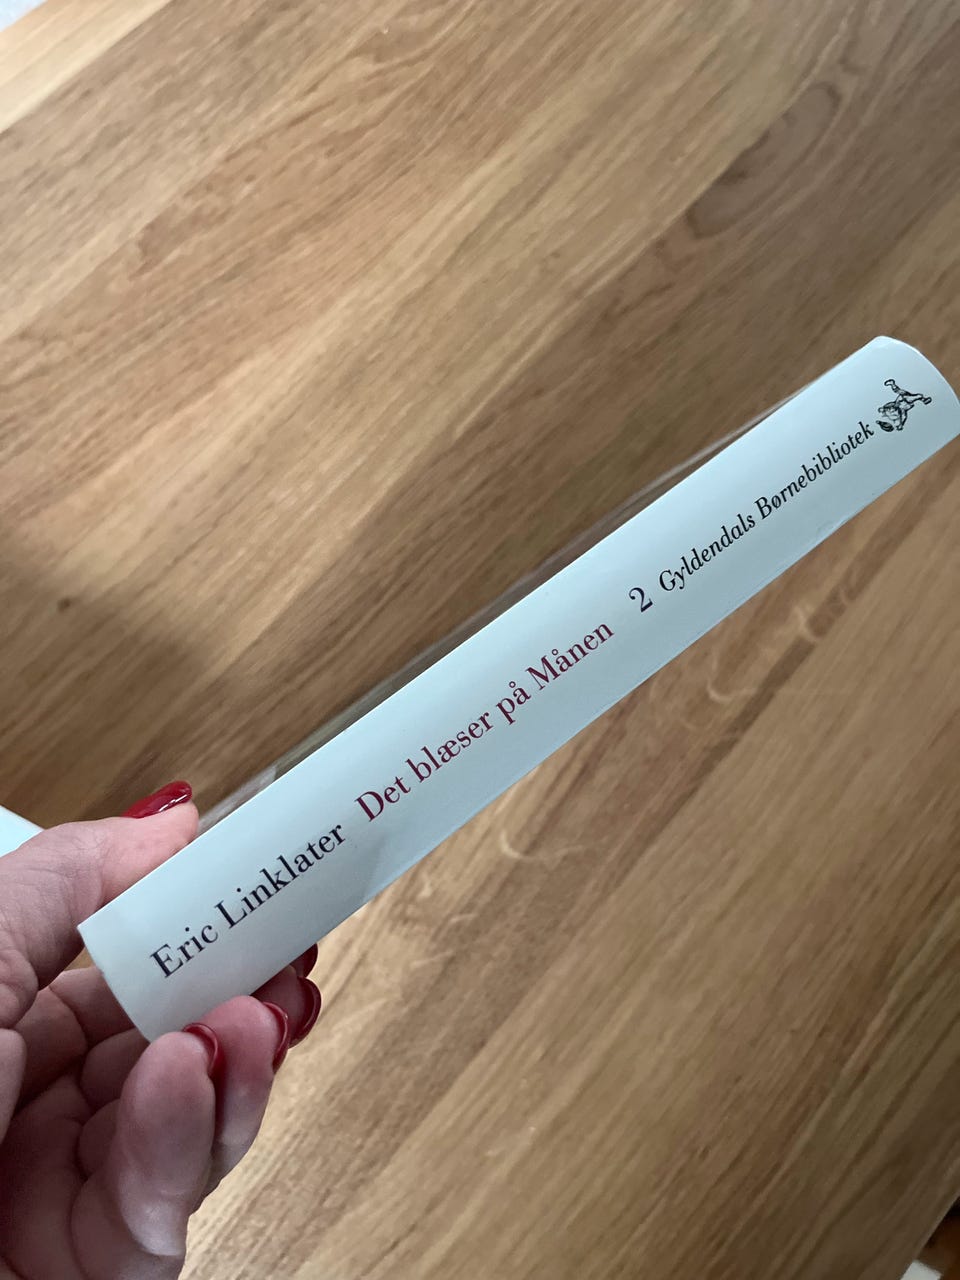 Eric Linklater Det blæser på Månen 2 Gyldendals Børnebibliotek